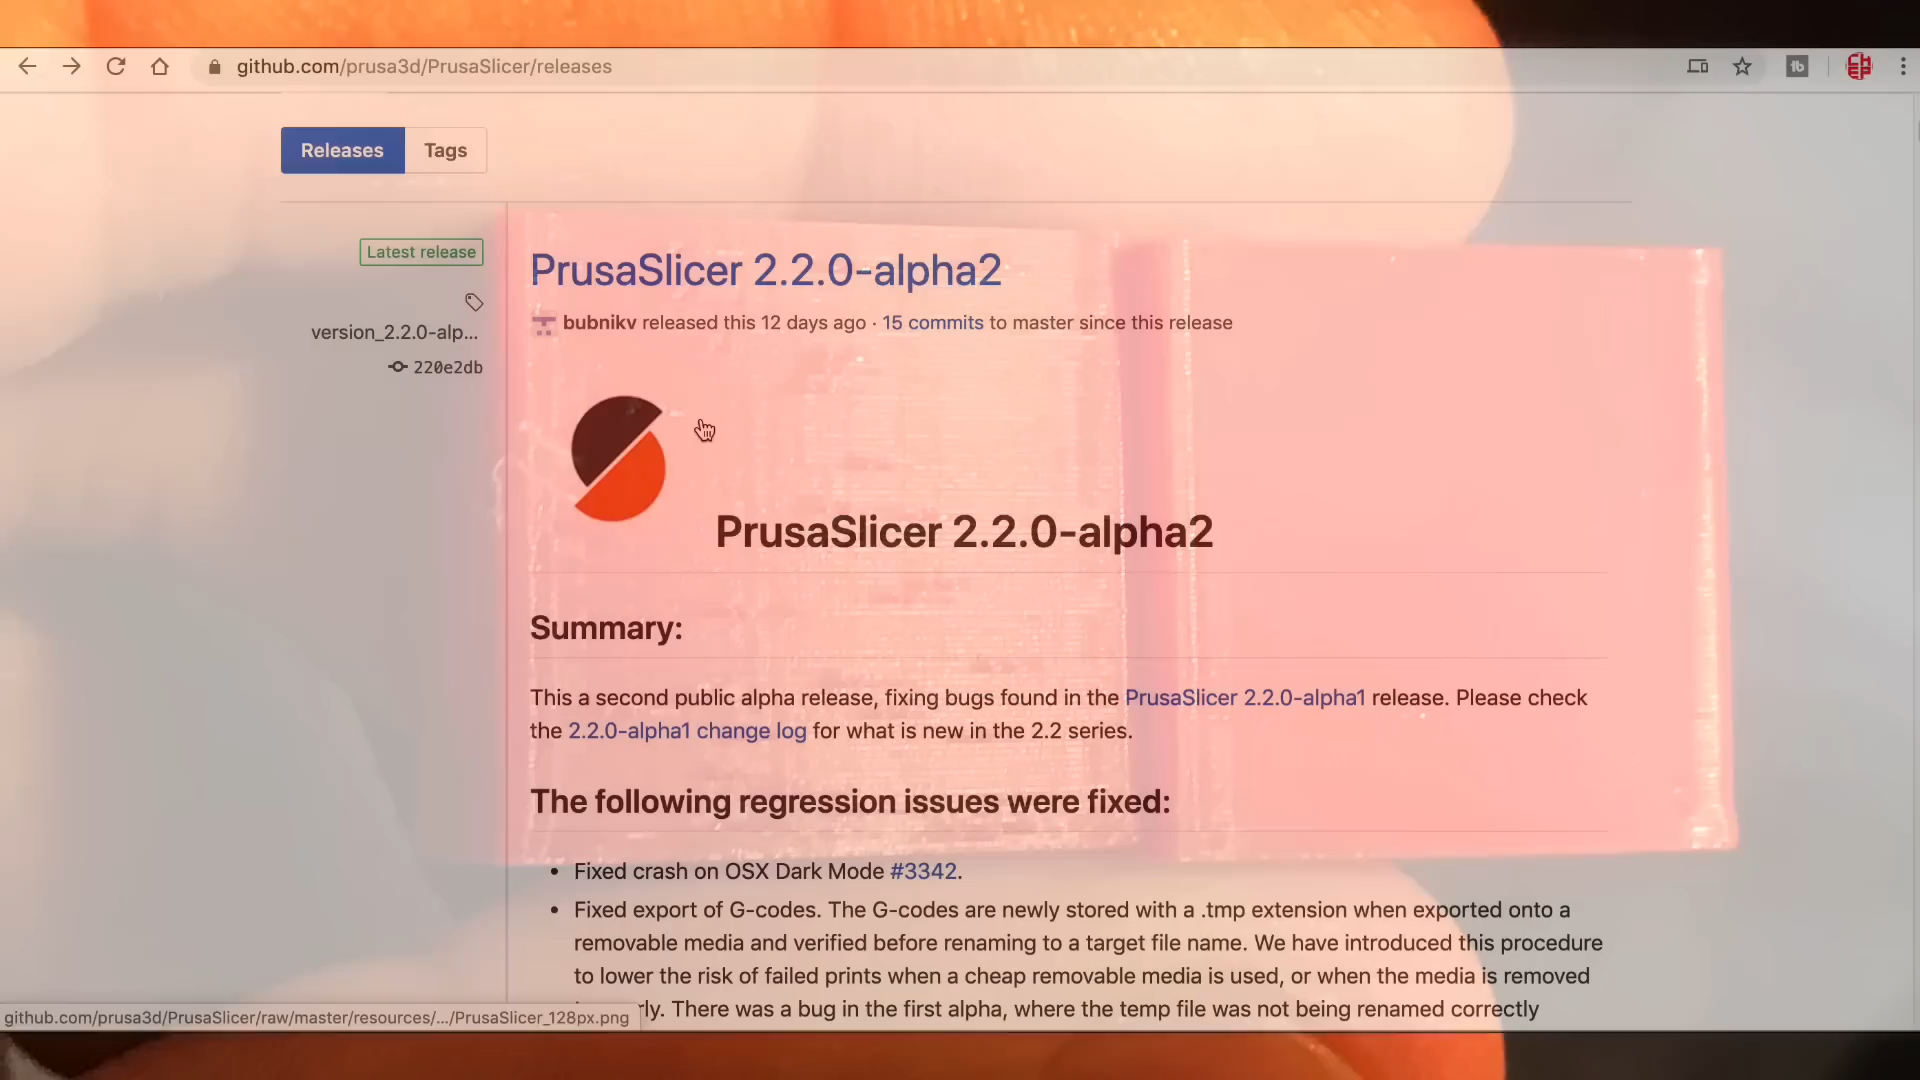 github.com/prusa3d/PrusaSlicer/releases
Releases
Tags
Latest release
version_2.2.0-alp...
220e2db
PrusaSlicer 2.2.0-alpha2
bubnikv released this 12 days ago · 15 commits to master since this release
PrusaSlicer 2.2.0-alpha2
Summary:
This a second public alpha release, fixing bugs found in the PrusaSlicer 2.2.0-alpha1 release. Please check
the 2.2.0-alpha1 change log for what is new in the 2.2 series.
The following regression issues were fixed:
Fixed crash on OSX Dark Mode #3342.
Fixed export of G-codes. The G-codes are newly stored with a .tmp extension when exported onto a
removable media and verified before renaming to a target file name. We have introduced this procedure
to lower the risk of failed prints when a cheap removable media is used, or when the media is removed
rly. There was a bug in the first alpha, where the temp file was not being renamed correctly
github.com/prusa3d/PrusaSlicer/raw/master/resources/.../PrusaSlicer_128px.png
CHEP
tb